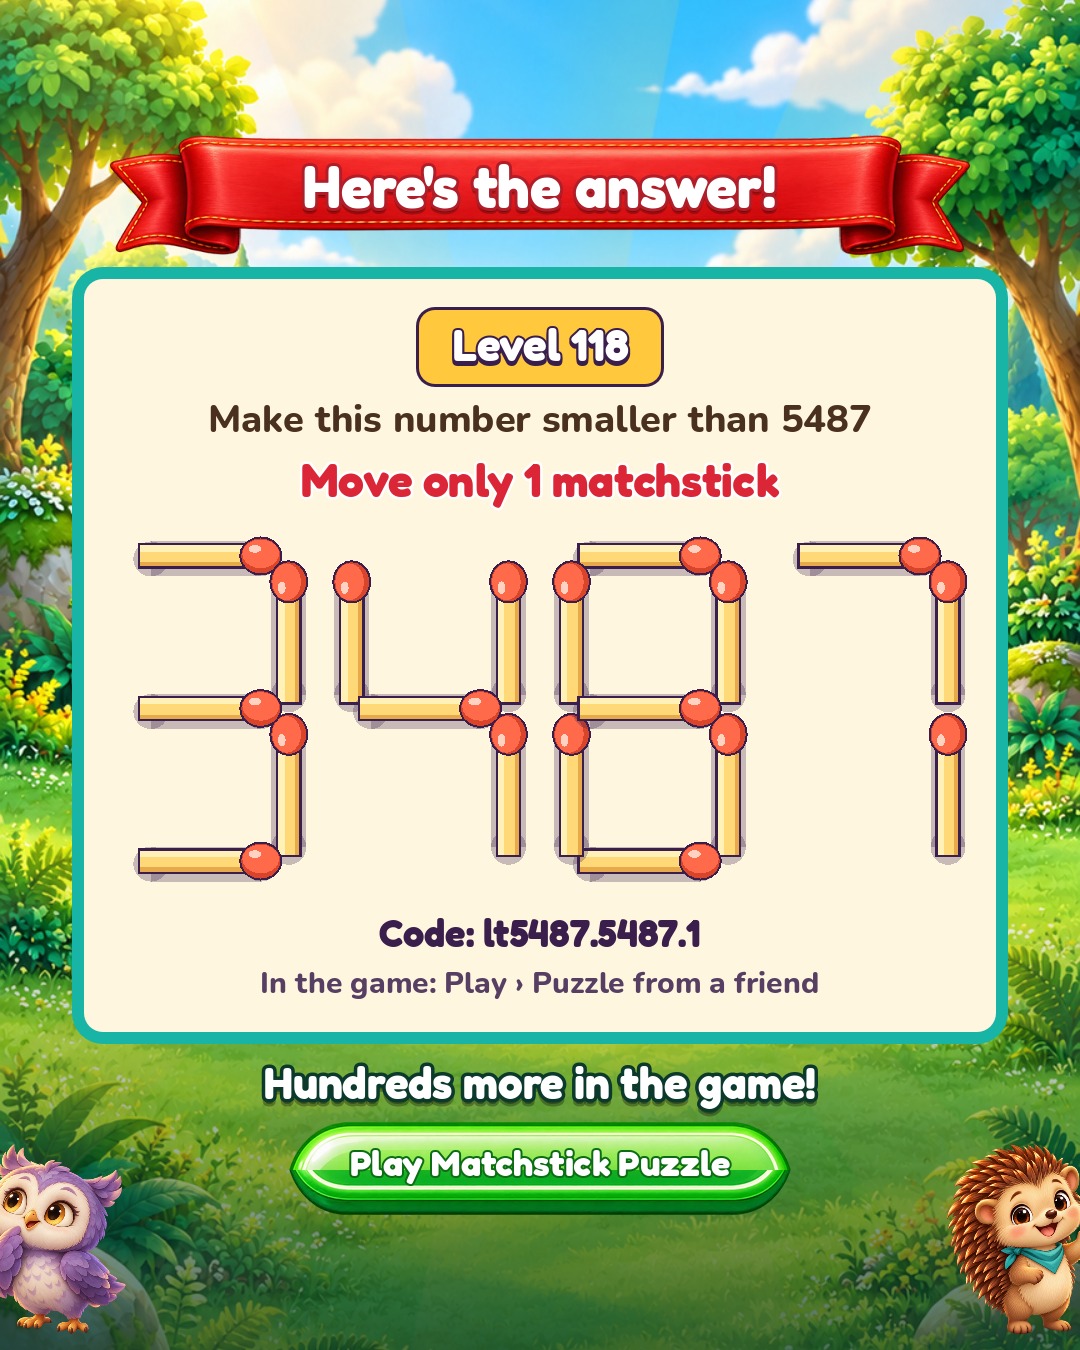 Here's the answer!
Level 118
Make this number smaller than 5487
Move only 1 matchstick
3487
Code: lt5487.5487.1
In the game: Play › Puzzle from a friend
Hundreds more in the game!
Play Matchstick Puzzle